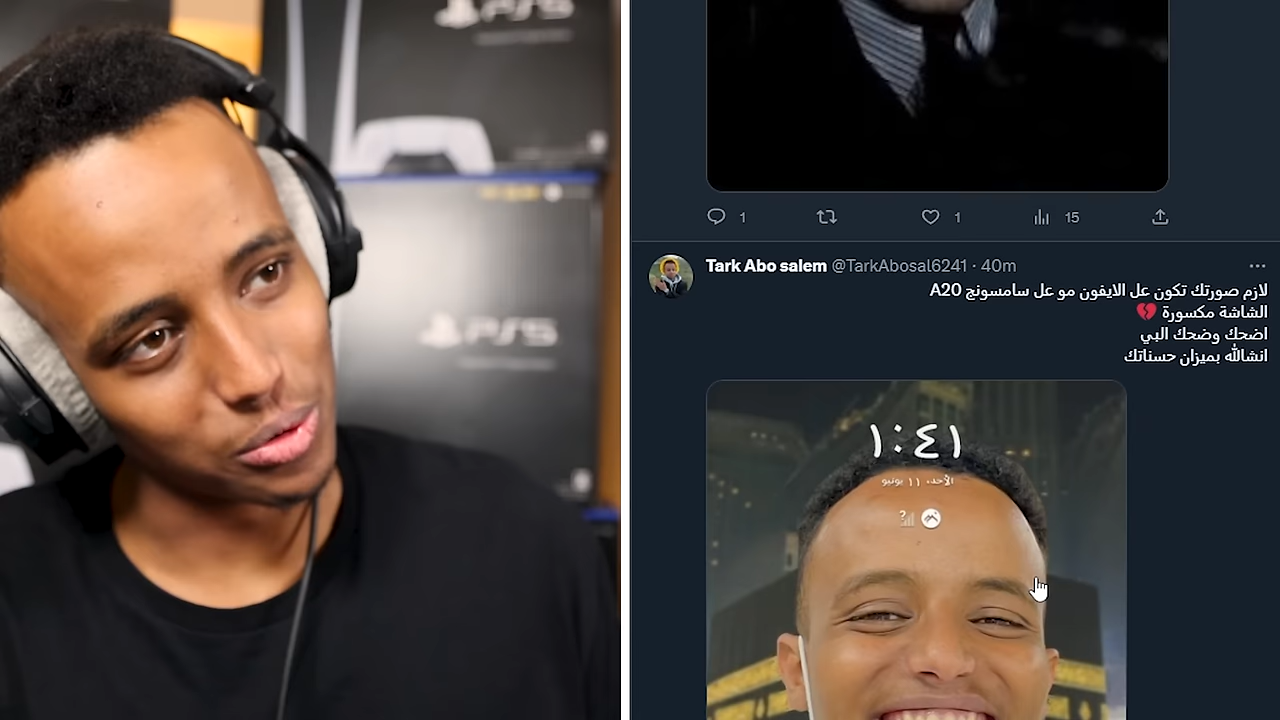 PS5
PS5
1
1
15
Tark Abo salem @TarkAbosal6241 · 40m
لازم صورتك تكون عل الايفون مو عل سامسونج A20
الشاشة مكسورة 💔
اضحك وضحك البي
انشالله بميزان حسناتك
١:٤١
الأحد، ١١ يونيو